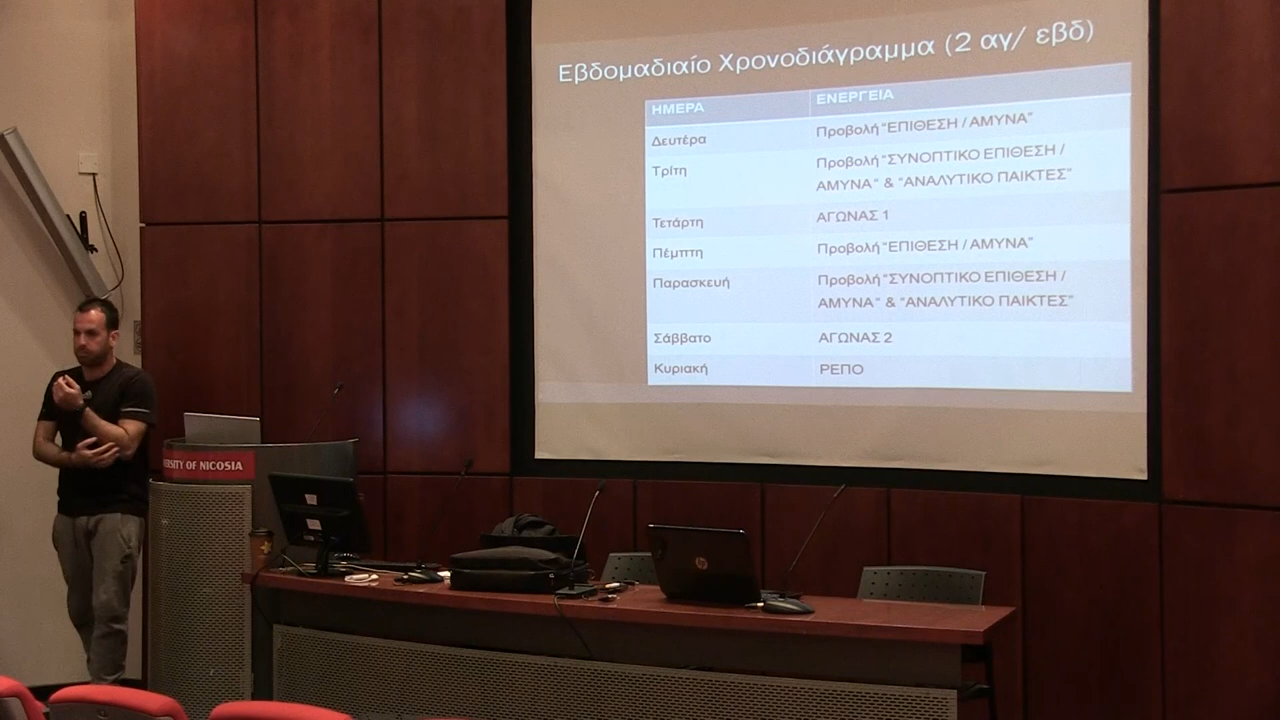 Εβδομαδιαίο Χρονοδιάγραμμα (2 αγ/ εβδ)
ΗΜΕΡΑ ΕΝΕΡΓΕΙΑ
Δευτέρα Προβολή "ΕΠΙΘΕΣΗ / ΑΜΥΝΑ"
Τρίτη Προβολή "ΣΥΝΟΠΤΙΚΟ ΕΠΙΘΕΣΗ /
ΑΜΥΝΑ" & "ΑΝΑΛΥΤΙΚΟ ΠΑΙΚΤΕΣ"
Τετάρτη ΑΓΩΝΑΣ 1
Πέμπτη Προβολή "ΕΠΙΘΕΣΗ / ΑΜΥΝΑ"
Παρασκευή Προβολή "ΣΥΝΟΠΤΙΚΟ ΕΠΙΘΕΣΗ /
ΑΜΥΝΑ" & "ΑΝΑΛΥΤΙΚΟ ΠΑΙΚΤΕΣ"
Σάββατο ΑΓΩΝΑΣ 2
Κυριακή ΡΕΠΟ
ERSITY OF NICOSIA
hp